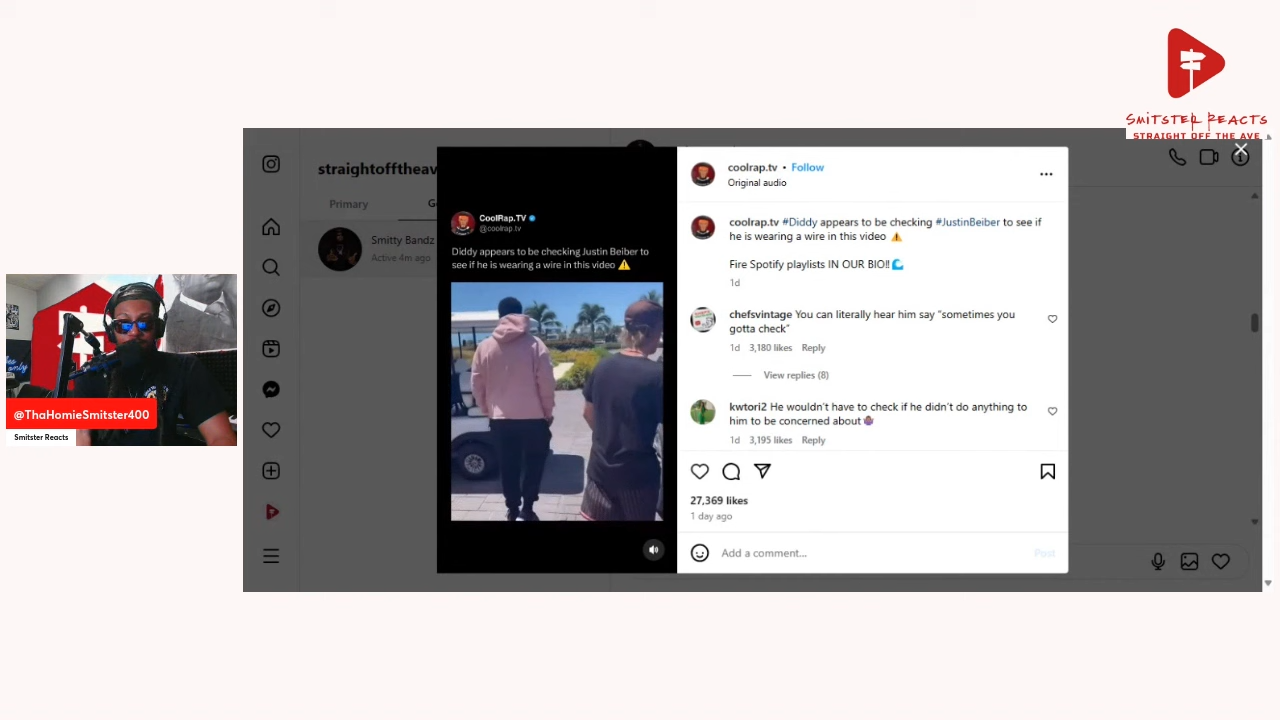 SMITSTER REACTS
STRAIGHT OFF THE AVE
straightofftheav
Primary
Ge
Smitty Bandz
Active 4m ago
CoolRap.TV
@coolrap.tv
Diddy appears to be checking Justin Beiber to
see if he is wearing a wire in this video ⚠️
coolrap.tv • Follow
Original audio
coolrap.tv #Diddy appears to be checking #JustinBeiber to see if
he is wearing a wire in this video ⚠️
Fire Spotify playlists IN OUR BIO‼️🌊
1d
chefsvintage You can literally hear him say "sometimes you
gotta check"
1d 3,180 likes Reply
View replies (8)
kwtori2 He wouldn't have to check if he didn't do anything to
him to be concerned about
1d 3,195 likes Reply
27,369 likes
1 day ago
Add a comment...
Post
@ThaHomieSmitster400
Smitster Reacts